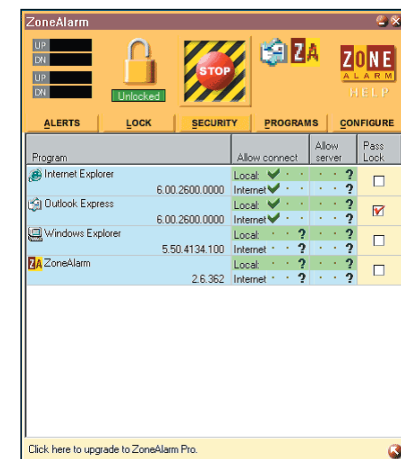 ZoneAlarm
UP
DN
UP
DN
Unlocked
STOP
ZA
ZONE
ALARM
HELP
ALERTS LOCK SECURITY PROGRAMS CONFIGURE
Program Allow connect Allow server Pass Lock
Internet Explorer Local: ?
6.00.2600.0000 Internet ?
Outlook Express Local: ?
6.00.2600.0000 Internet ?
Windows Explorer Local: ? ?
5.50.4134.100 Internet ? ?
ZA ZoneAlarm Local: ? ?
2.6.362 Internet ? ?
Click here to upgrade to ZoneAlarm Pro.